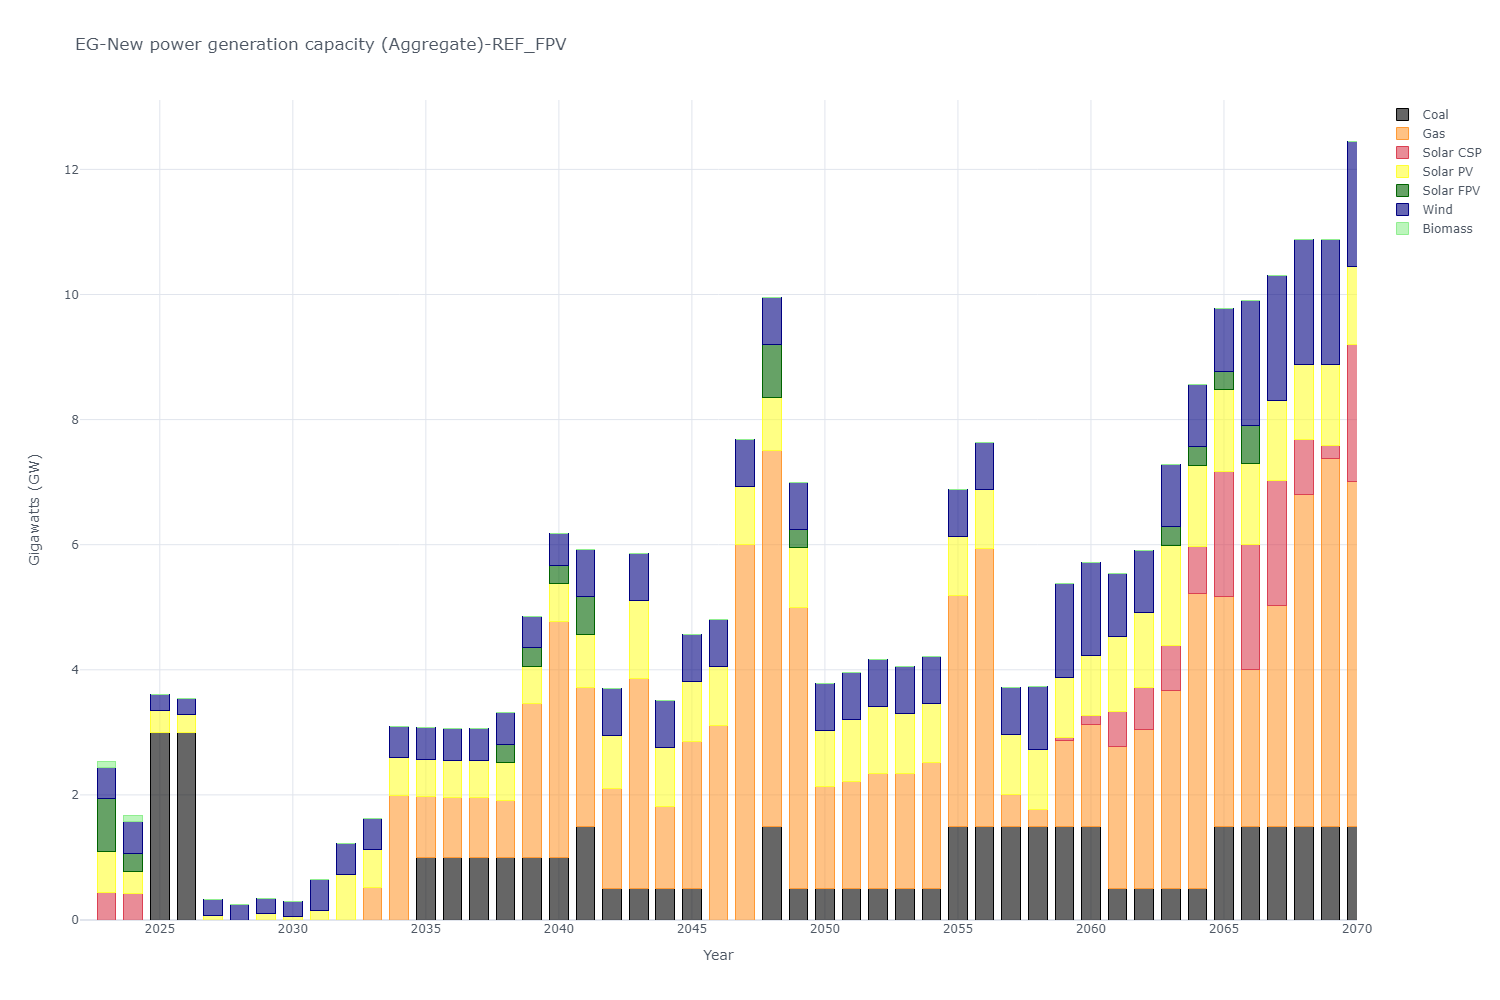 EG-New power generation capacity (Aggregate)-REF_FPV
Coal
Gas
Solar CSP
Solar PV
Solar FPV
Wind
Biomass
12
10
8
6
4
2
0
Gigawatts (GW)
2025
2030
2035
2040
2045
2050
2055
2060
2065
2070
Year